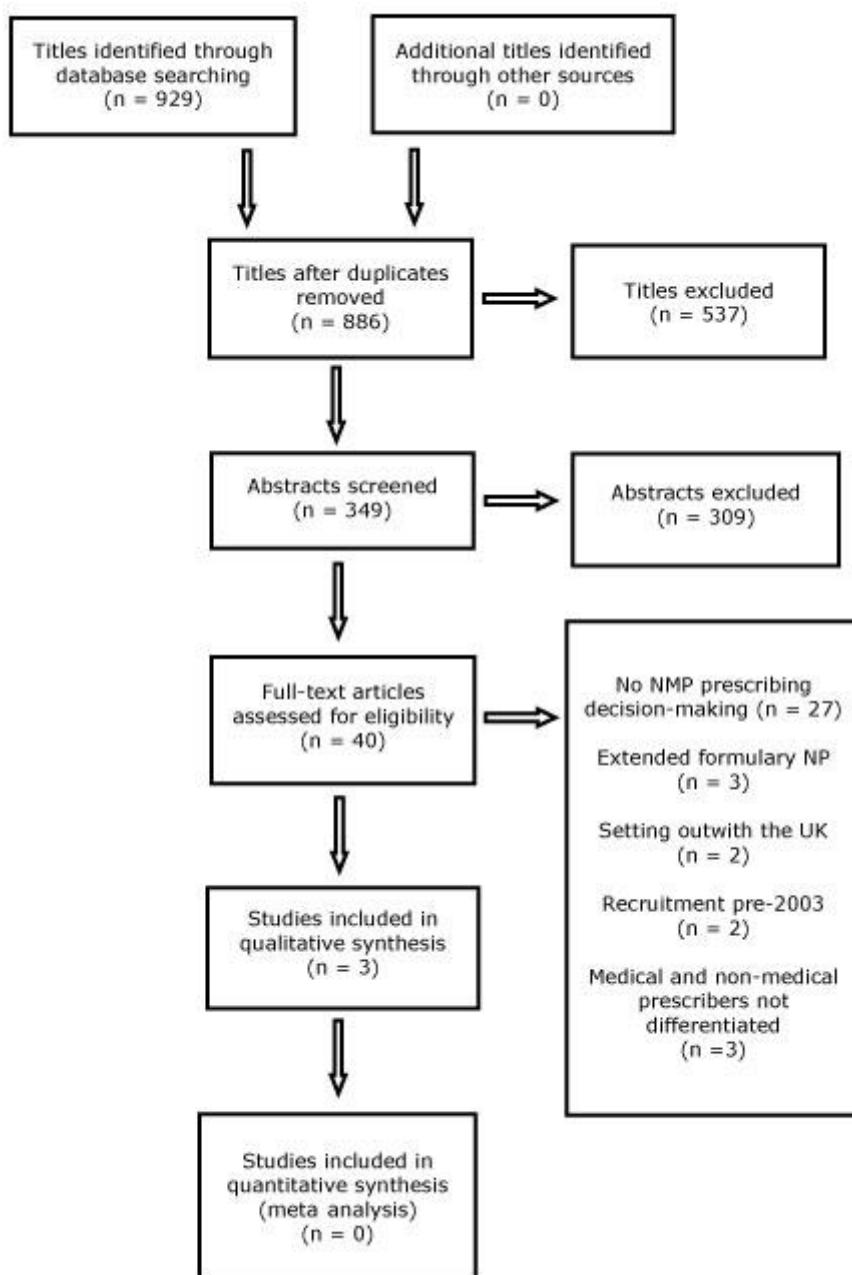 Titles identified through
database searching
(n = 929)
Additional titles identified
through other sources
(n = 0)
Titles after duplicates
removed
(n = 886)
Titles excluded
(n = 537)
Abstracts screened
(n = 349)
Abstracts excluded
(n = 309)
Full-text articles
assessed for eligibility
(n = 40)
No NMP prescribing
decision-making (n = 27)
Extended formulary NP
(n = 3)
Setting outwith the UK
(n = 2)
Recruitment pre-2003
(n = 2)
Medical and non-medical
prescribers not
differentiated
(n =3)
Studies included in
qualitative synthesis
(n = 3)
Studies included in
quantitative synthesis
(meta analysis)
(n = 0)